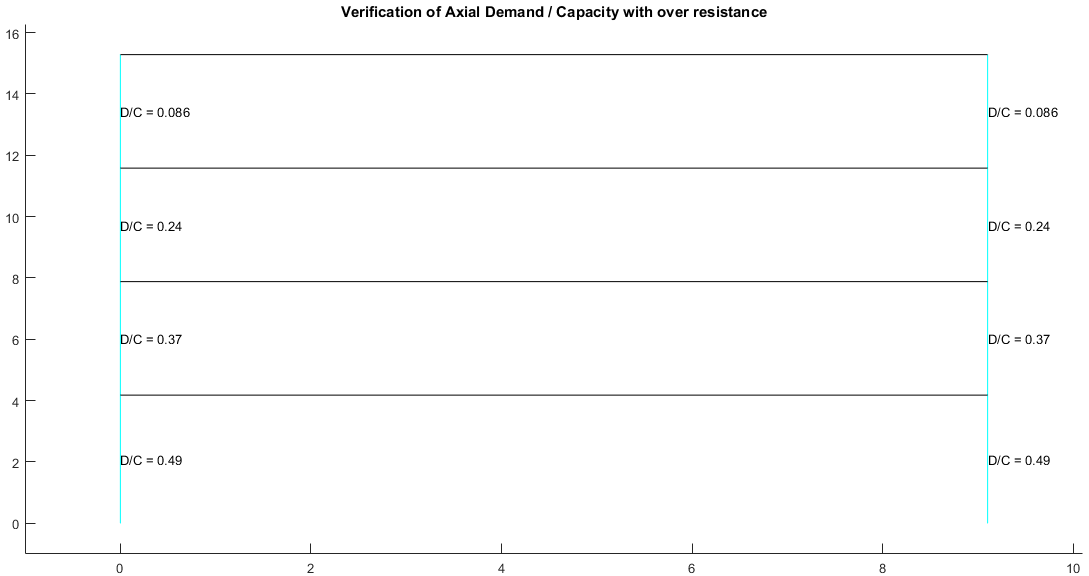 Verification of Axial Demand / Capacity with over resistance
16
14
D/C = 0.086 D/C = 0.086
12
10
D/C = 0.24 D/C = 0.24
8
6
D/C = 0.37 D/C = 0.37
4
2
D/C = 0.49 D/C = 0.49
0
0 2 4 6 8 10